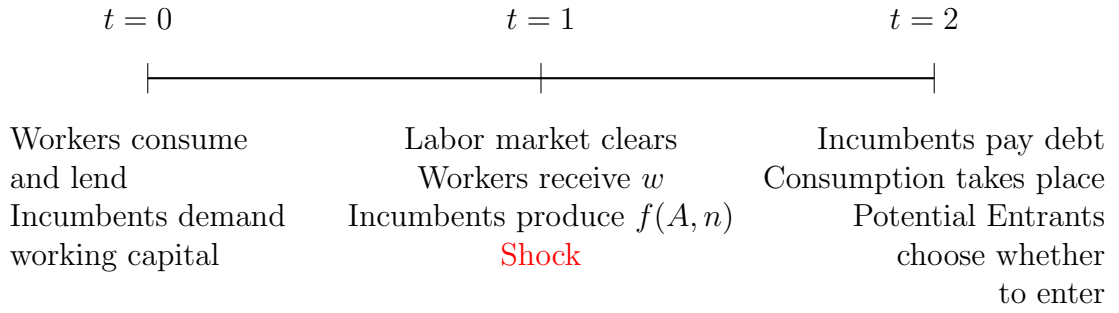 t = 0
t = 1
t = 2
Workers consume
and lend
Incumbents demand
working capital
Labor market clears
Workers receive w
Incumbents produce f(A, n)
Shock
Incumbents pay debt
Consumption takes place
Potential Entrants
choose whether
to enter